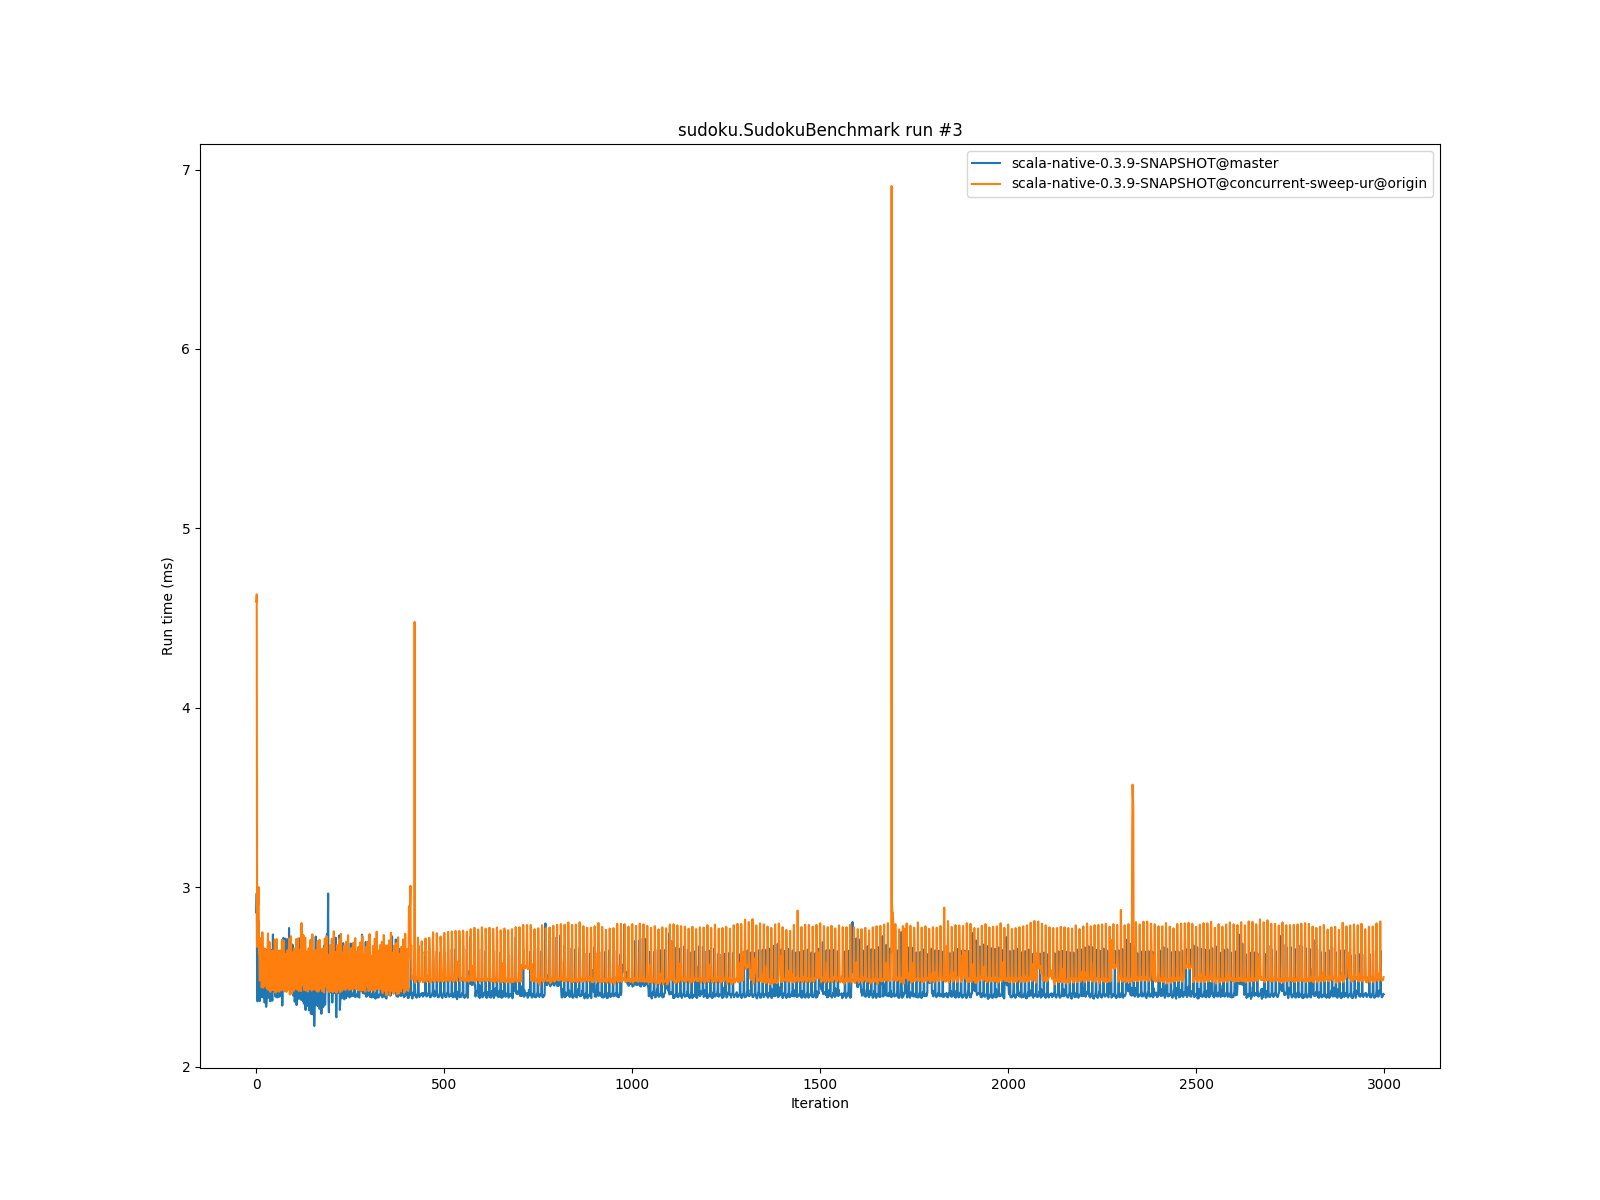 sudoku.SudokuBenchmark run #3
scala-native-0.3.9-SNAPSHOT@master
scala-native-0.3.9-SNAPSHOT@concurrent-sweep-ur@origin
7
6
5
4
3
2
Run time (ms)
0 500 1000 1500 2000 2500 3000
Iteration